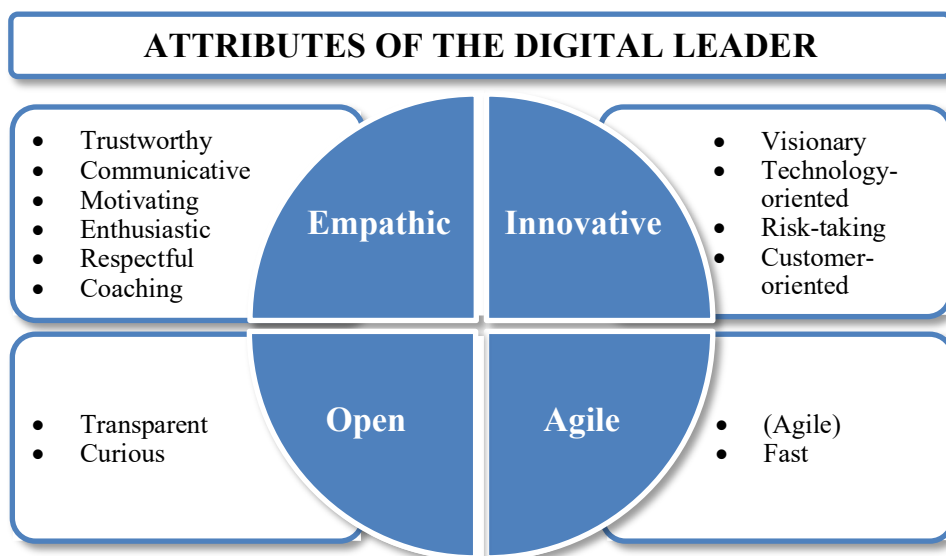 ATTRIBUTES OF THE DIGITAL LEADER
• Trustworthy
• Communicative
• Motivating
• Enthusiastic
• Respectful
• Coaching
Empathic
Innovative
• Visionary
• Technology-
oriented
• Risk-taking
• Customer-
oriented
• Transparent
• Curious
Open
Agile
• (Agile)
• Fast